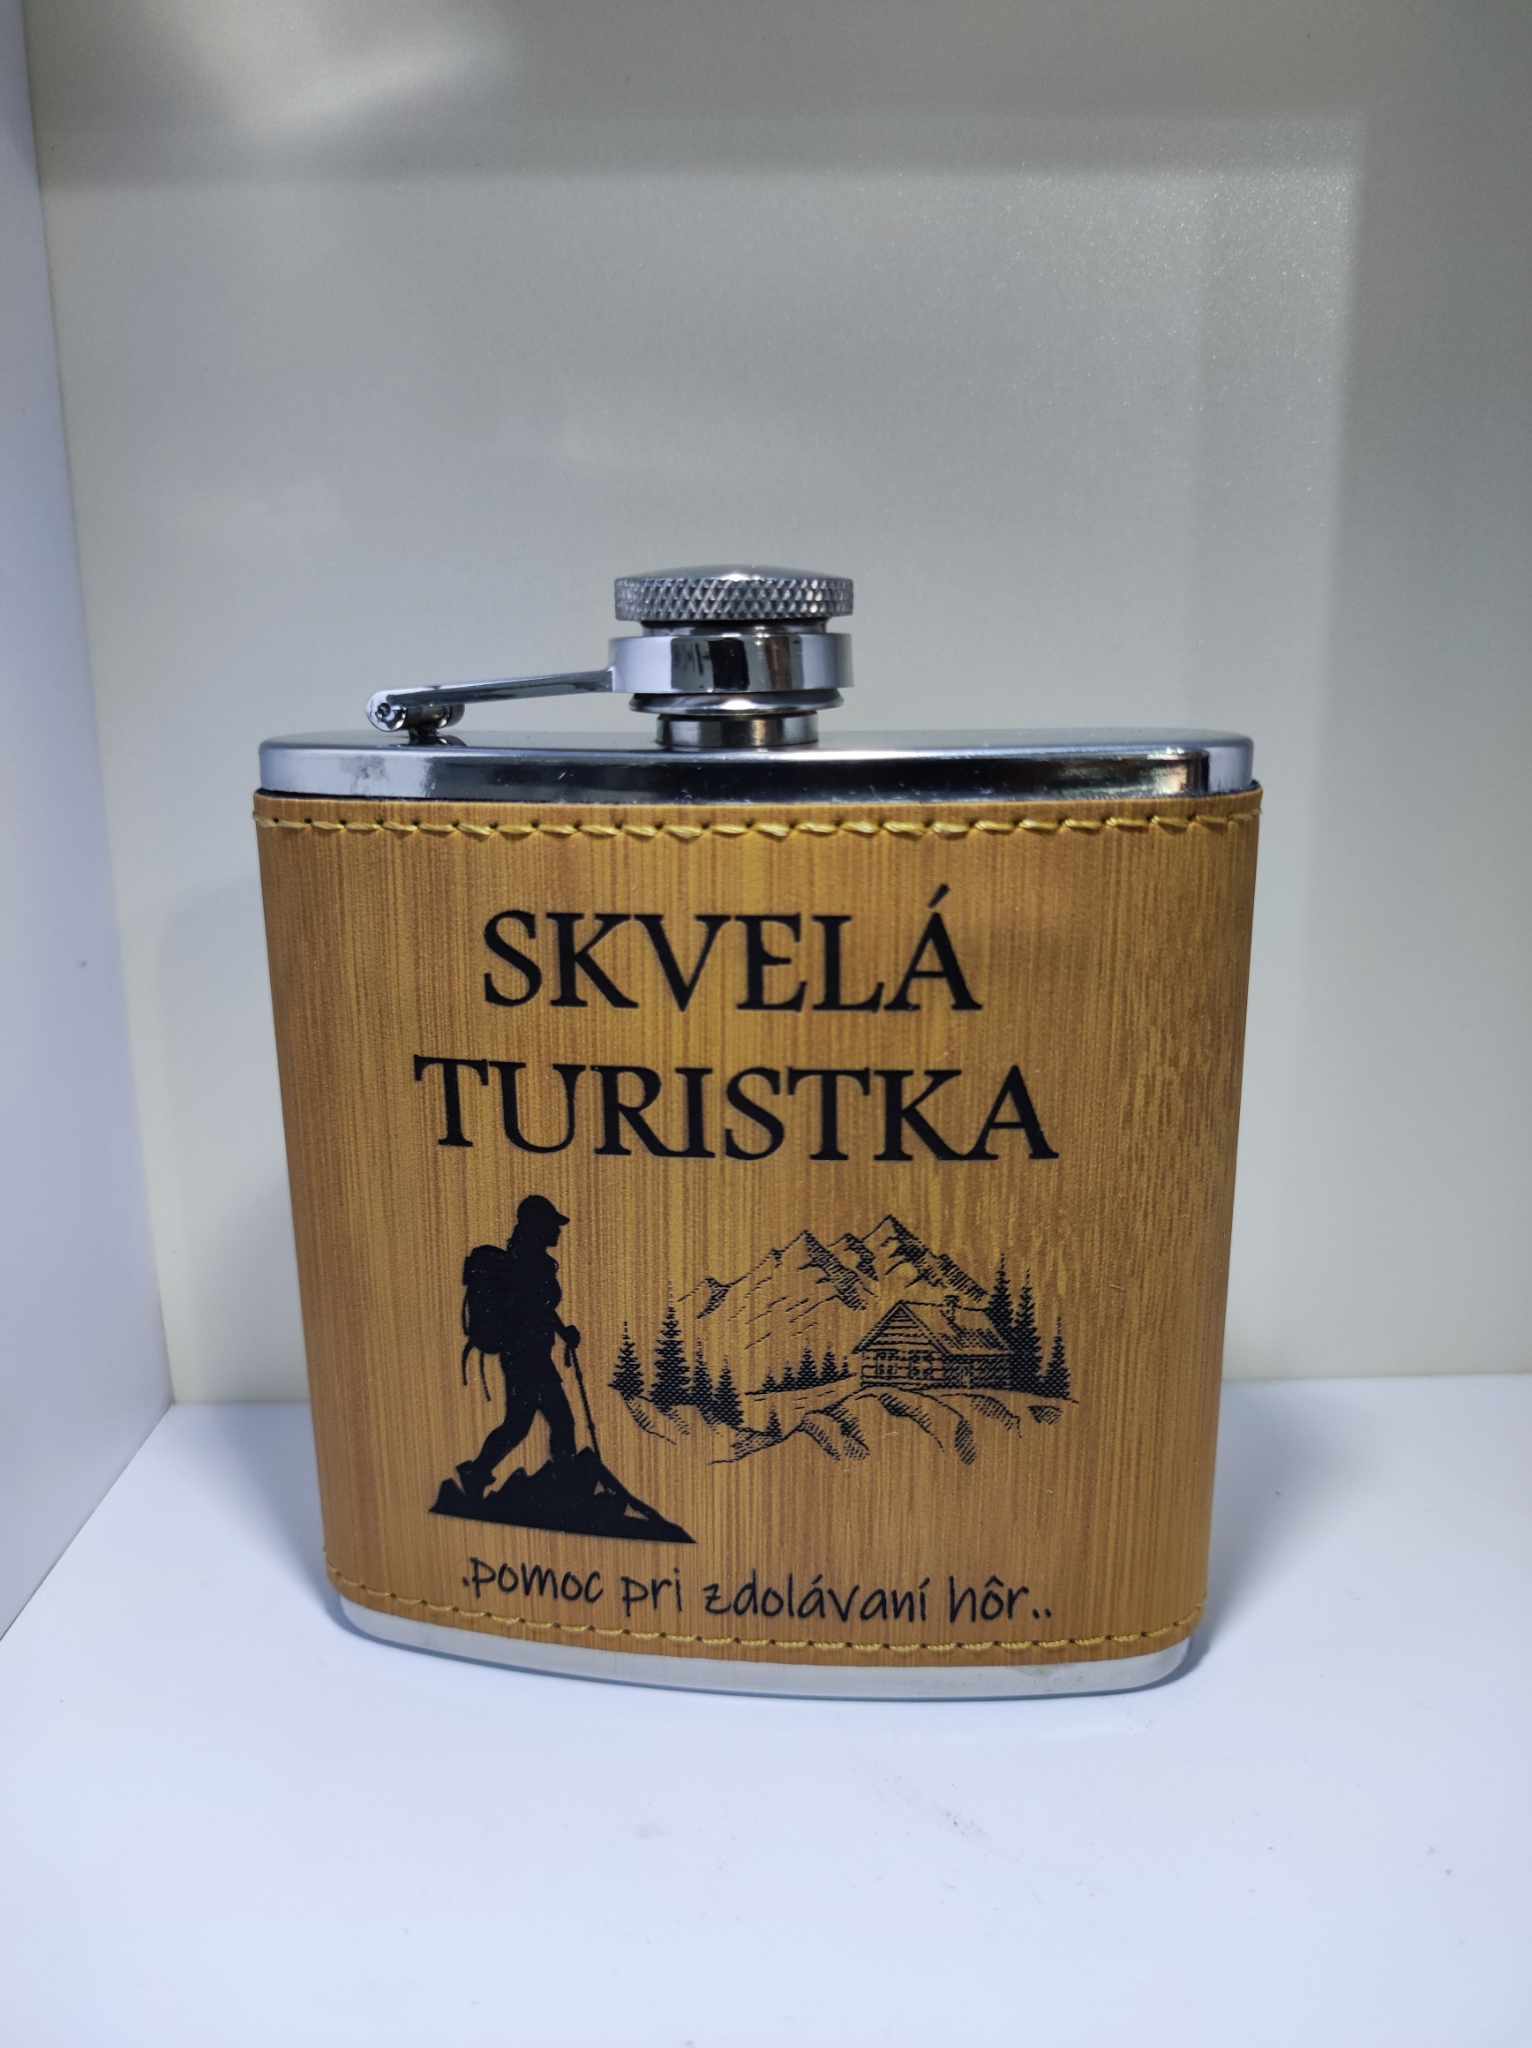 SKVELÁ
TURISTKA
.pomoc pri zdolávaní hôr..